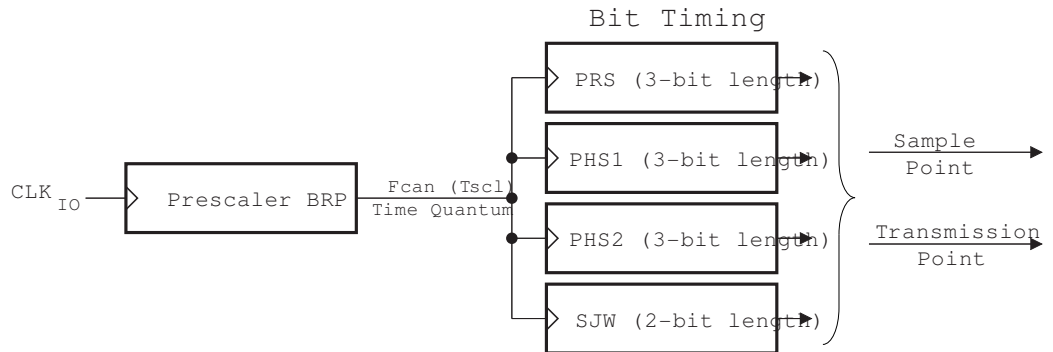 Bit Timing
PRS (3-bit length)
PHS1 (3-bit length)
Sample
Point
CLK IO
Prescaler BRP
Fcan (Tscl)
Time Quantum
PHS2 (3-bit length)
Transmission
Point
SJW (2-bit length)